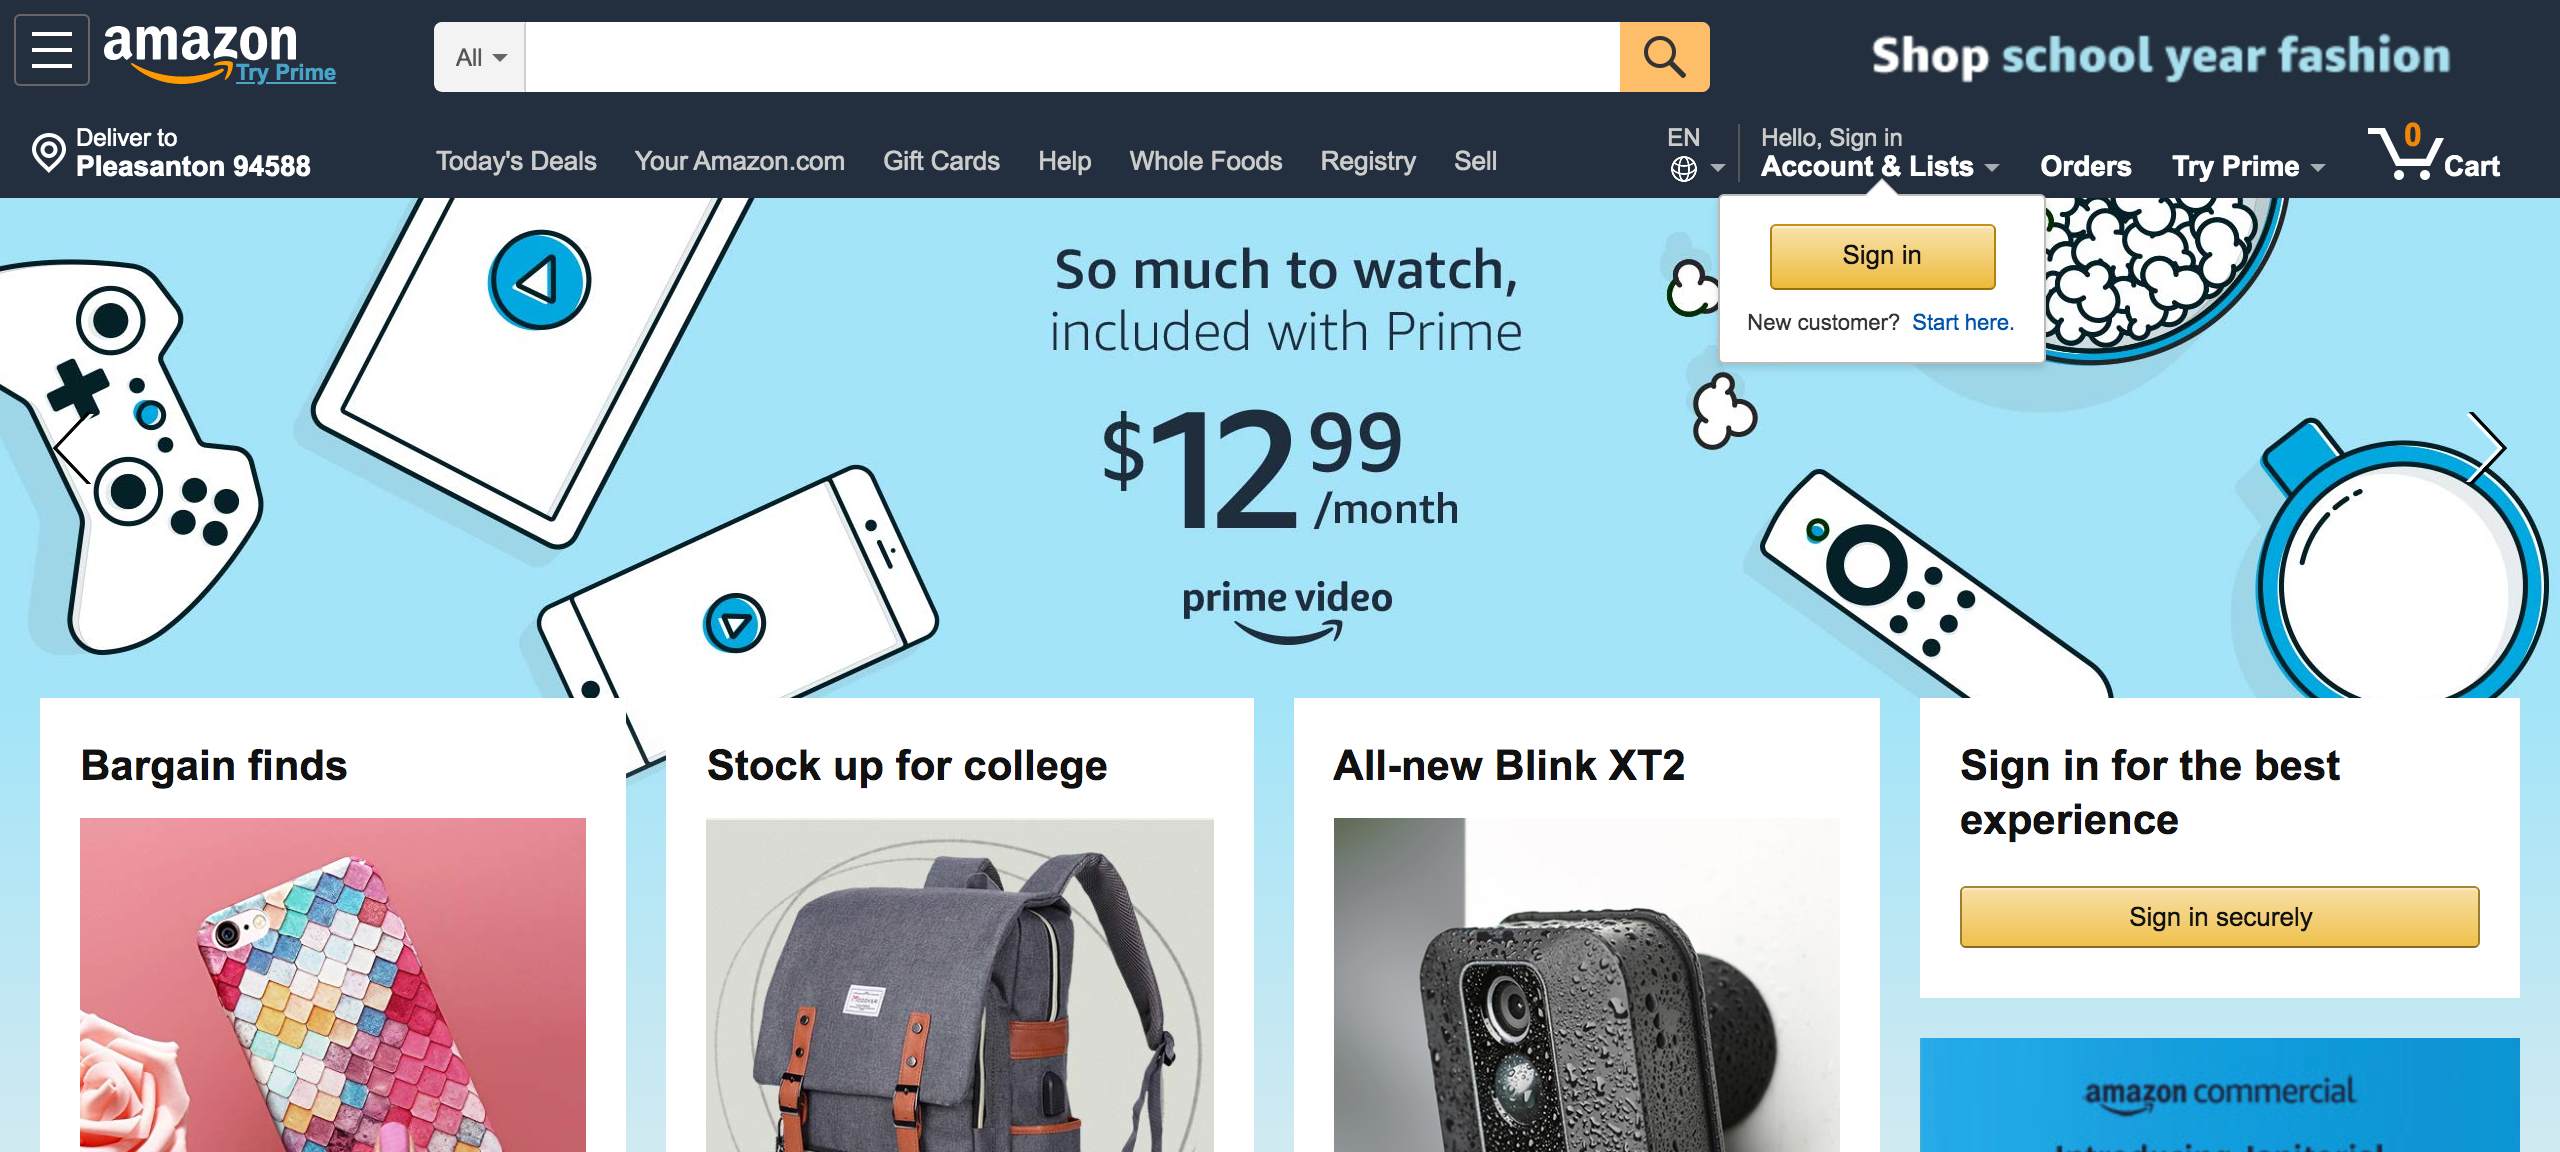 amazon
Try Prime
All
Shop school year fashion
Deliver to
Pleasanton 94588
Today's Deals
Your Amazon.com
Gift Cards
Help
Whole Foods
Registry
Sell
EN
Hello, Sign in
Account & Lists
Orders
Try Prime
0
Cart
Sign in
New customer? Start here.
So much to watch,
included with Prime
$12 99
/month
prime video
Bargain finds
Stock up for college
All-new Blink XT2
Sign in for the best
experience
Sign in securely
amazon commercial